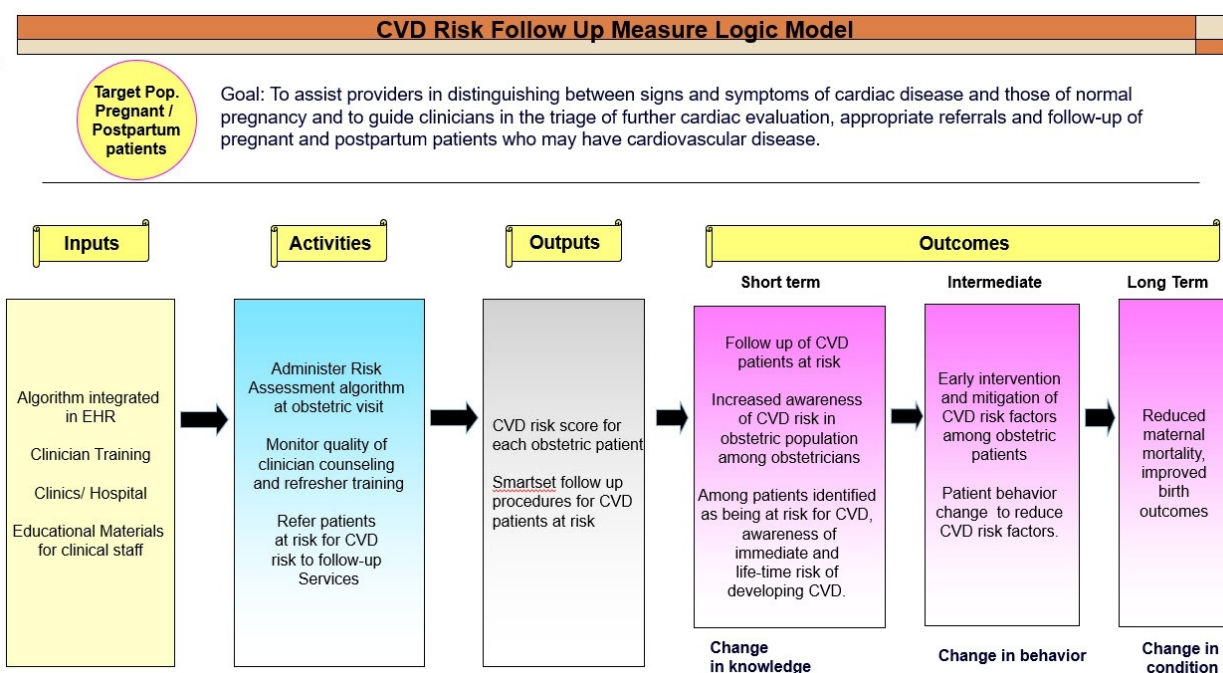 CVD Risk Follow Up Measure Logic Model
Target Pop.
Pregnant /
Postpartum
patients
Goal: To assist providers in distinguishing between signs and symptoms of cardiac disease and those of normal
pregnancy and to guide clinicians in the triage of further cardiac evaluation, appropriate referrals and follow-up of
pregnant and postpartum patients who may have cardiovascular disease.
Inputs
Activities
Outputs
Outcomes
Short term
Intermediate
Long Term
Algorithm integrated
in EHR
Clinician Training
Clinics/ Hospital
Educational Materials
for clinical staff
Administer Risk
Assessment algorithm
at obstetric visit
Monitor quality of
clinician counseling
and refresher training
Refer patients
at risk for CVD
risk to follow-up
Services
CVD risk score for
each obstetric patient
Smartset follow up
procedures for CVD
patients at risk
Follow up of CVD
patients at risk
Increased awareness
of CVD risk in
obstetric population
among obstetricians
Among patients identified
as being at risk for CVD,
awareness of
immediate and
life-time risk of
developing CVD.
Early intervention
and mitigation of
CVD risk factors
among obstetric
patients
Patient behavior
change to reduce
CVD risk factors.
Reduced
maternal
mortality,
improved
birth
outcomes
Change
in knowledge
Change in behavior
Change in
condition